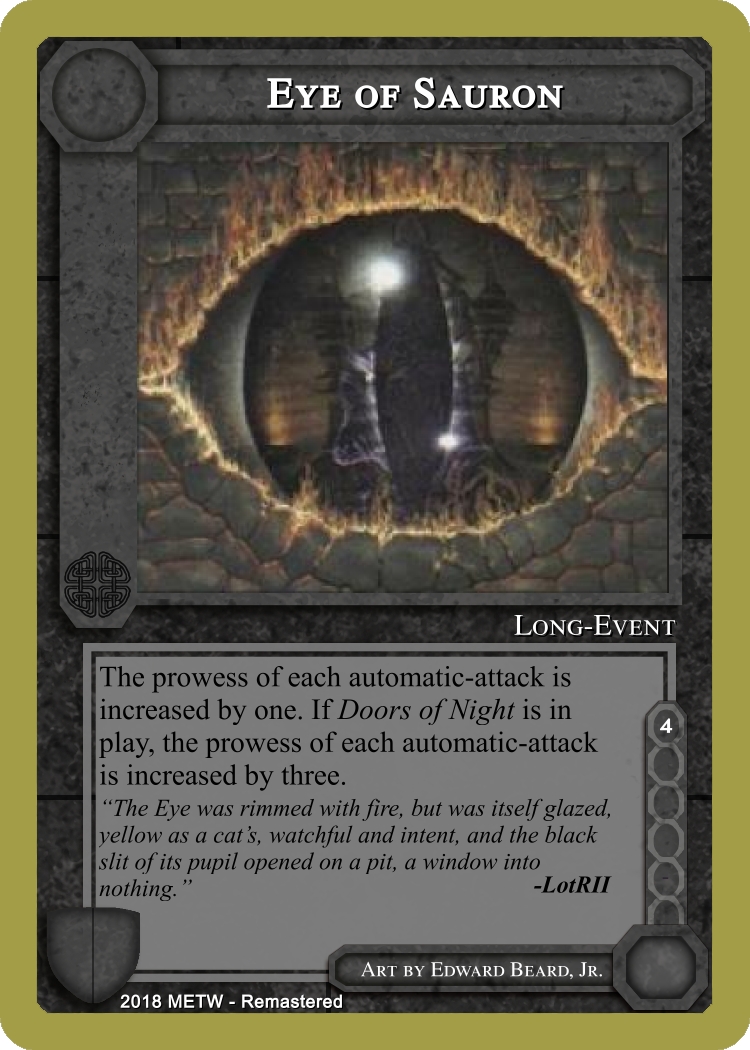 EYE OF SAURON
LONG-EVENT
The prowess of each automatic-attack is
increased by one. If Doors of Night is in
play, the prowess of each automatic-attack
is increased by three.
4
“The Eye was rimmed with fire, but was itself glazed,
yellow as a cat’s, watchful and intent, and the black
slit of its pupil opened on a pit, a window into
nothing.” -LotRII
ART BY EDWARD BEARD, JR.
2018 METW - Remastered